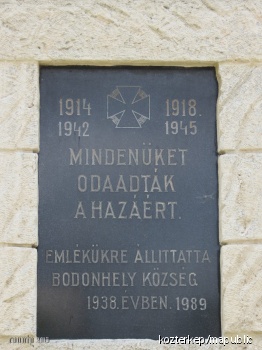 1914 1918.
1942 1945
MINDENÜKET
ODAADTÁK
A HAZÁÉRT.
EMLÉKÜKRE ÁLLITTATTA
BODONHELY KÖZSÉG
1938. ÉVBEN. 1989
kozterkep/mapublic